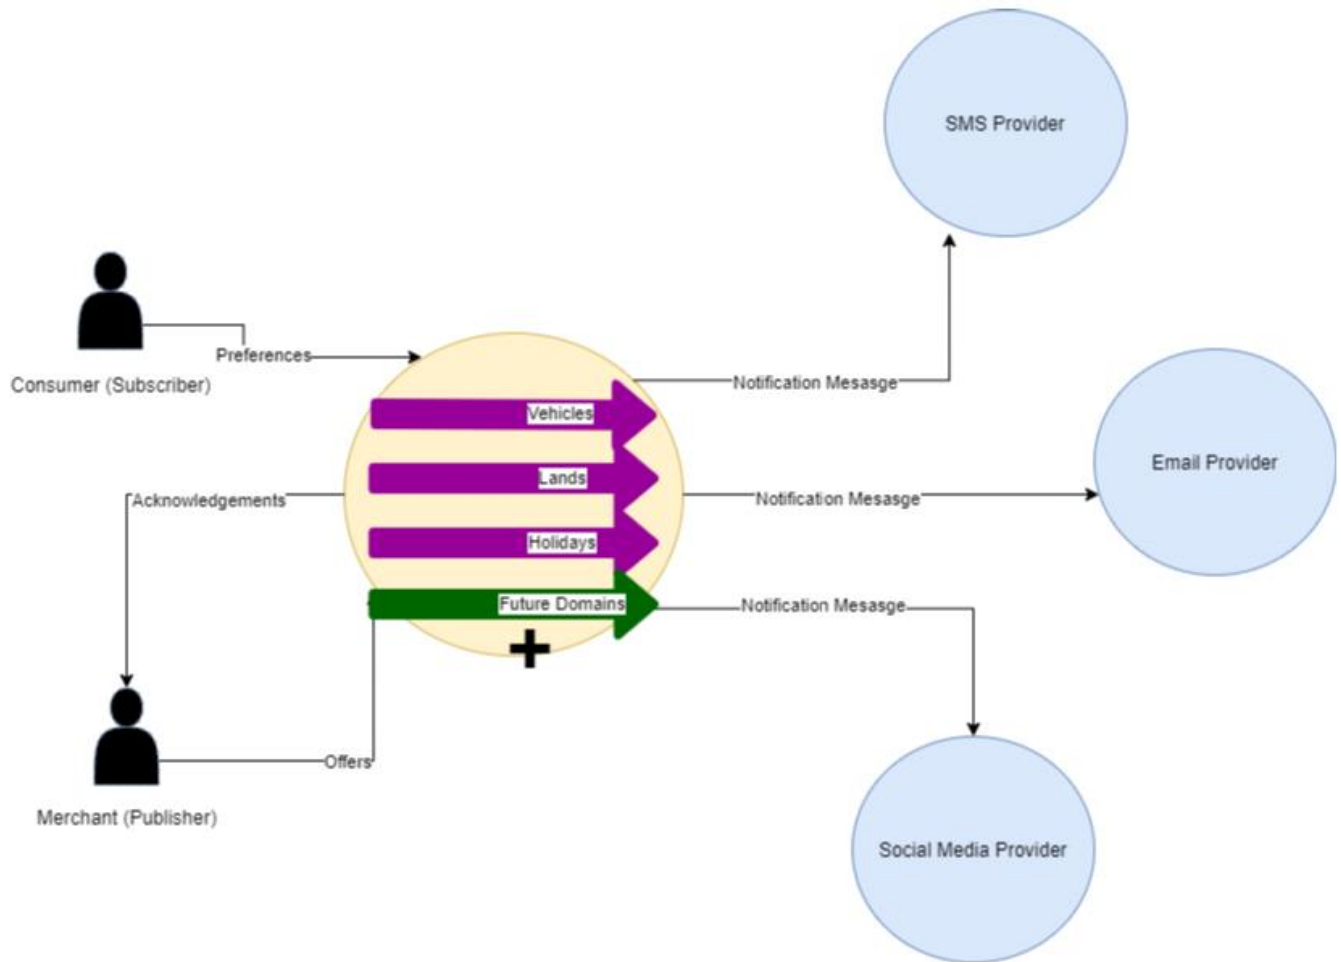 SMS Provider
Preferences
Consumer (Subscriber)
Notification Mesasge
Vehicles
Email Provider
Lands
Acknowledgements
Notification Mesasge
Holidays
Future Domains
Notification Mesasge
Offers
Merchant (Publisher)
Social Media Provider